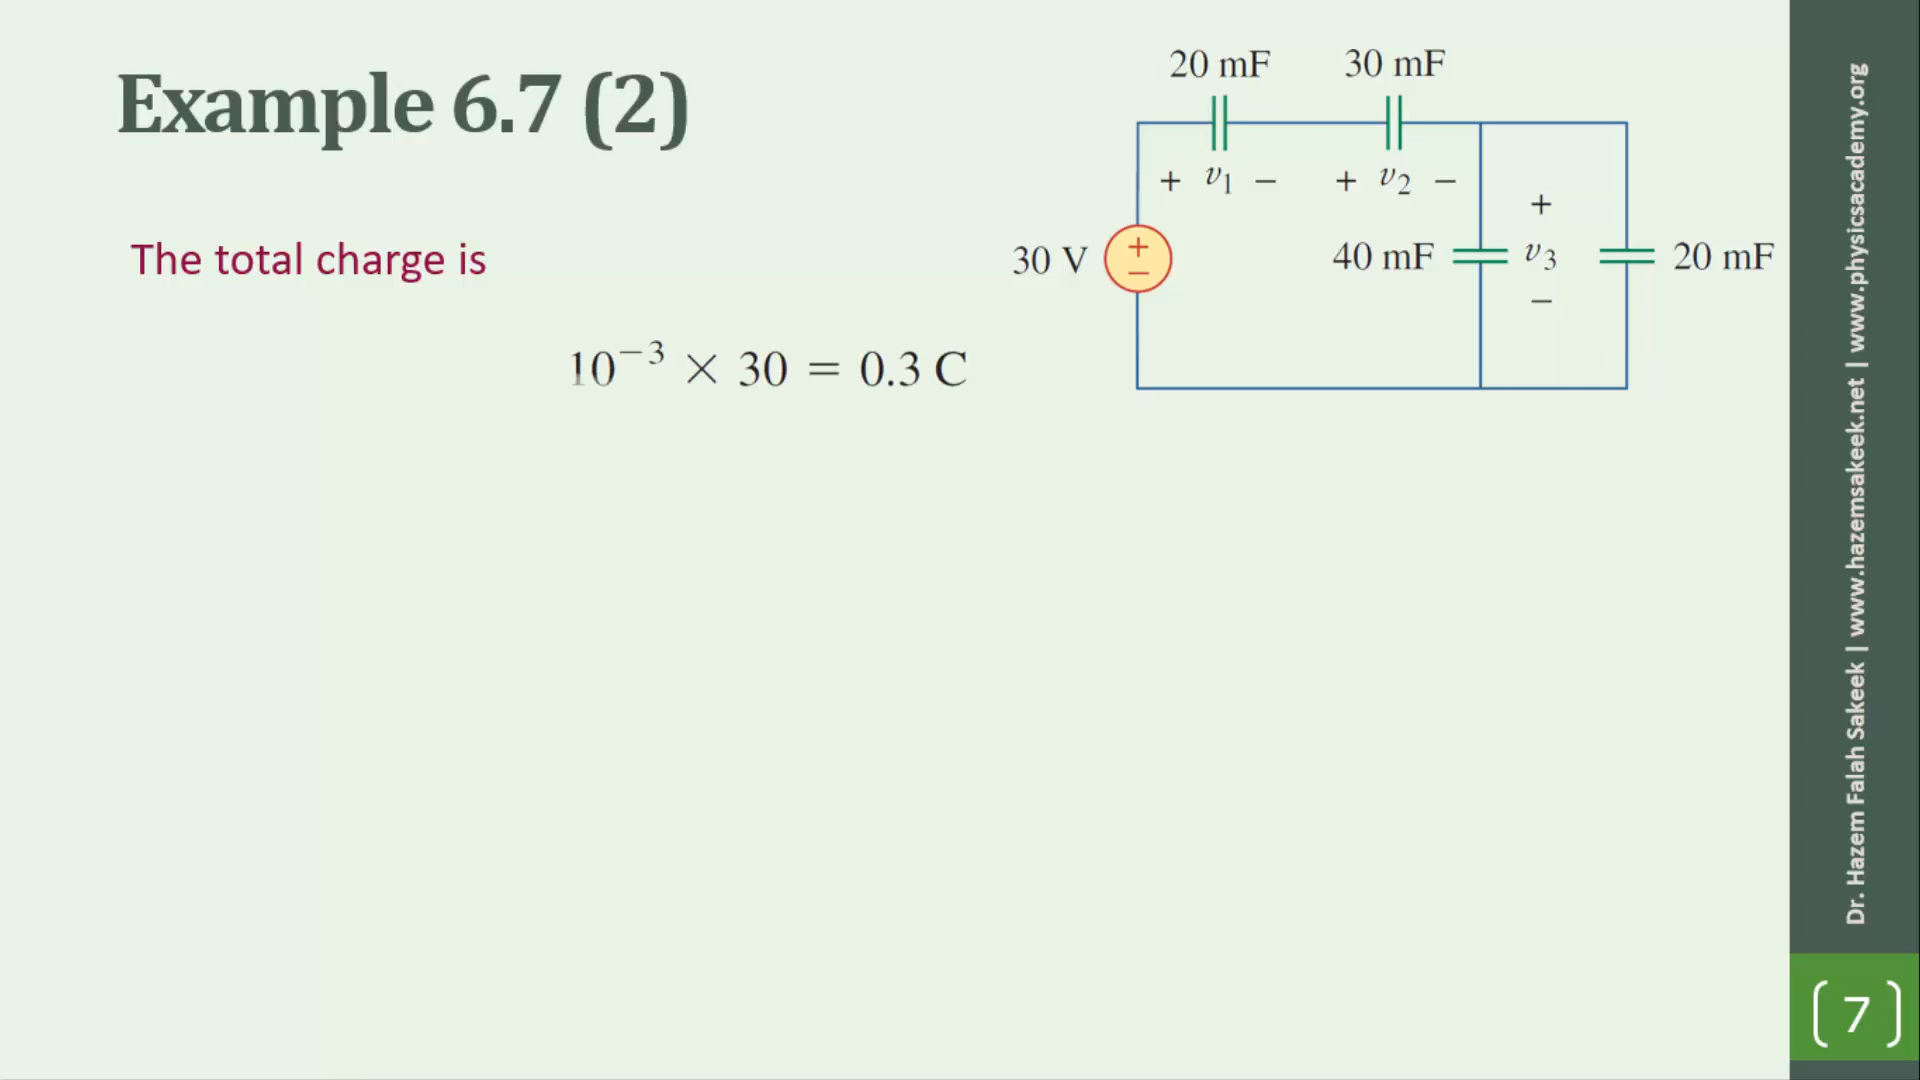 Example 6.7 (2)
The total charge is
10⁻³ × 30 = 0.3 C
20 mF 30 mF
+ v₁ − + v₂ −
+
30 V + − 40 mF v₃ 20 mF
−
Dr. Hazem Falah Sakeek | www.hazemsakeek.net | www.physicsacademy.org
7